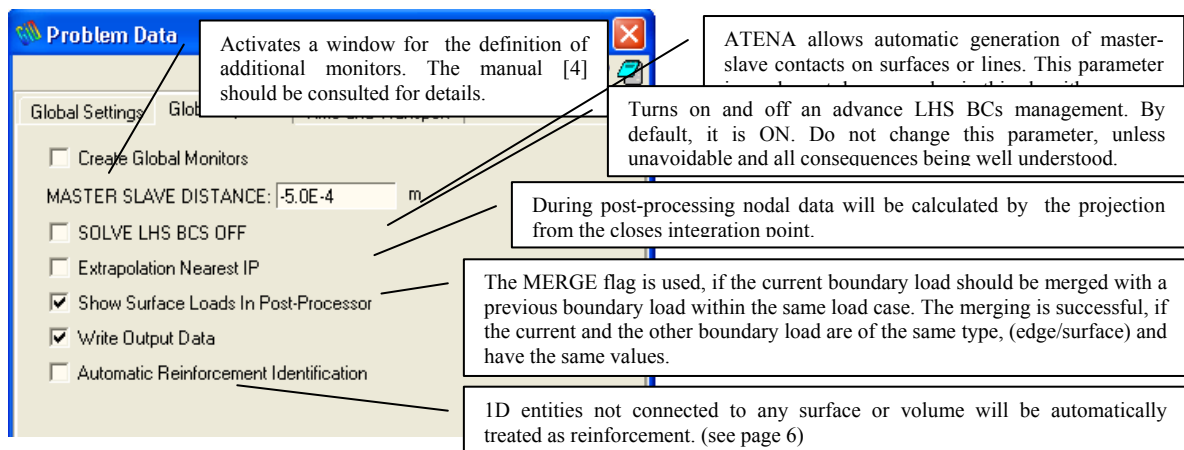 Problem Data
Activates a window for the definition of
additional monitors. The manual [4]
should be consulted for details.
ATENA allows automatic generation of master-
slave contacts on surfaces or lines. This parameter
Global Settings
Turns on and off an advance LHS BCs management. By
default, it is ON. Do not change this parameter, unless
unavoidable and all consequences being well understood.
Create Global Monitors
MASTER SLAVE DISTANCE: -5.0E-4 m
SOLVE LHS BCS OFF
During post-processing nodal data will be calculated by the projection
from the closes integration point.
Extrapolation Nearest IP
The MERGE flag is used, if the current boundary load should be merged with a
previous boundary load within the same load case. The merging is successful, if
the current and the other boundary load are of the same type, (edge/surface) and
have the same values.
Show Surface Loads In Post-Processor
Write Output Data
Automatic Reinforcement Identification
1D entities not connected to any surface or volume will be automatically
treated as reinforcement. (see page 6)